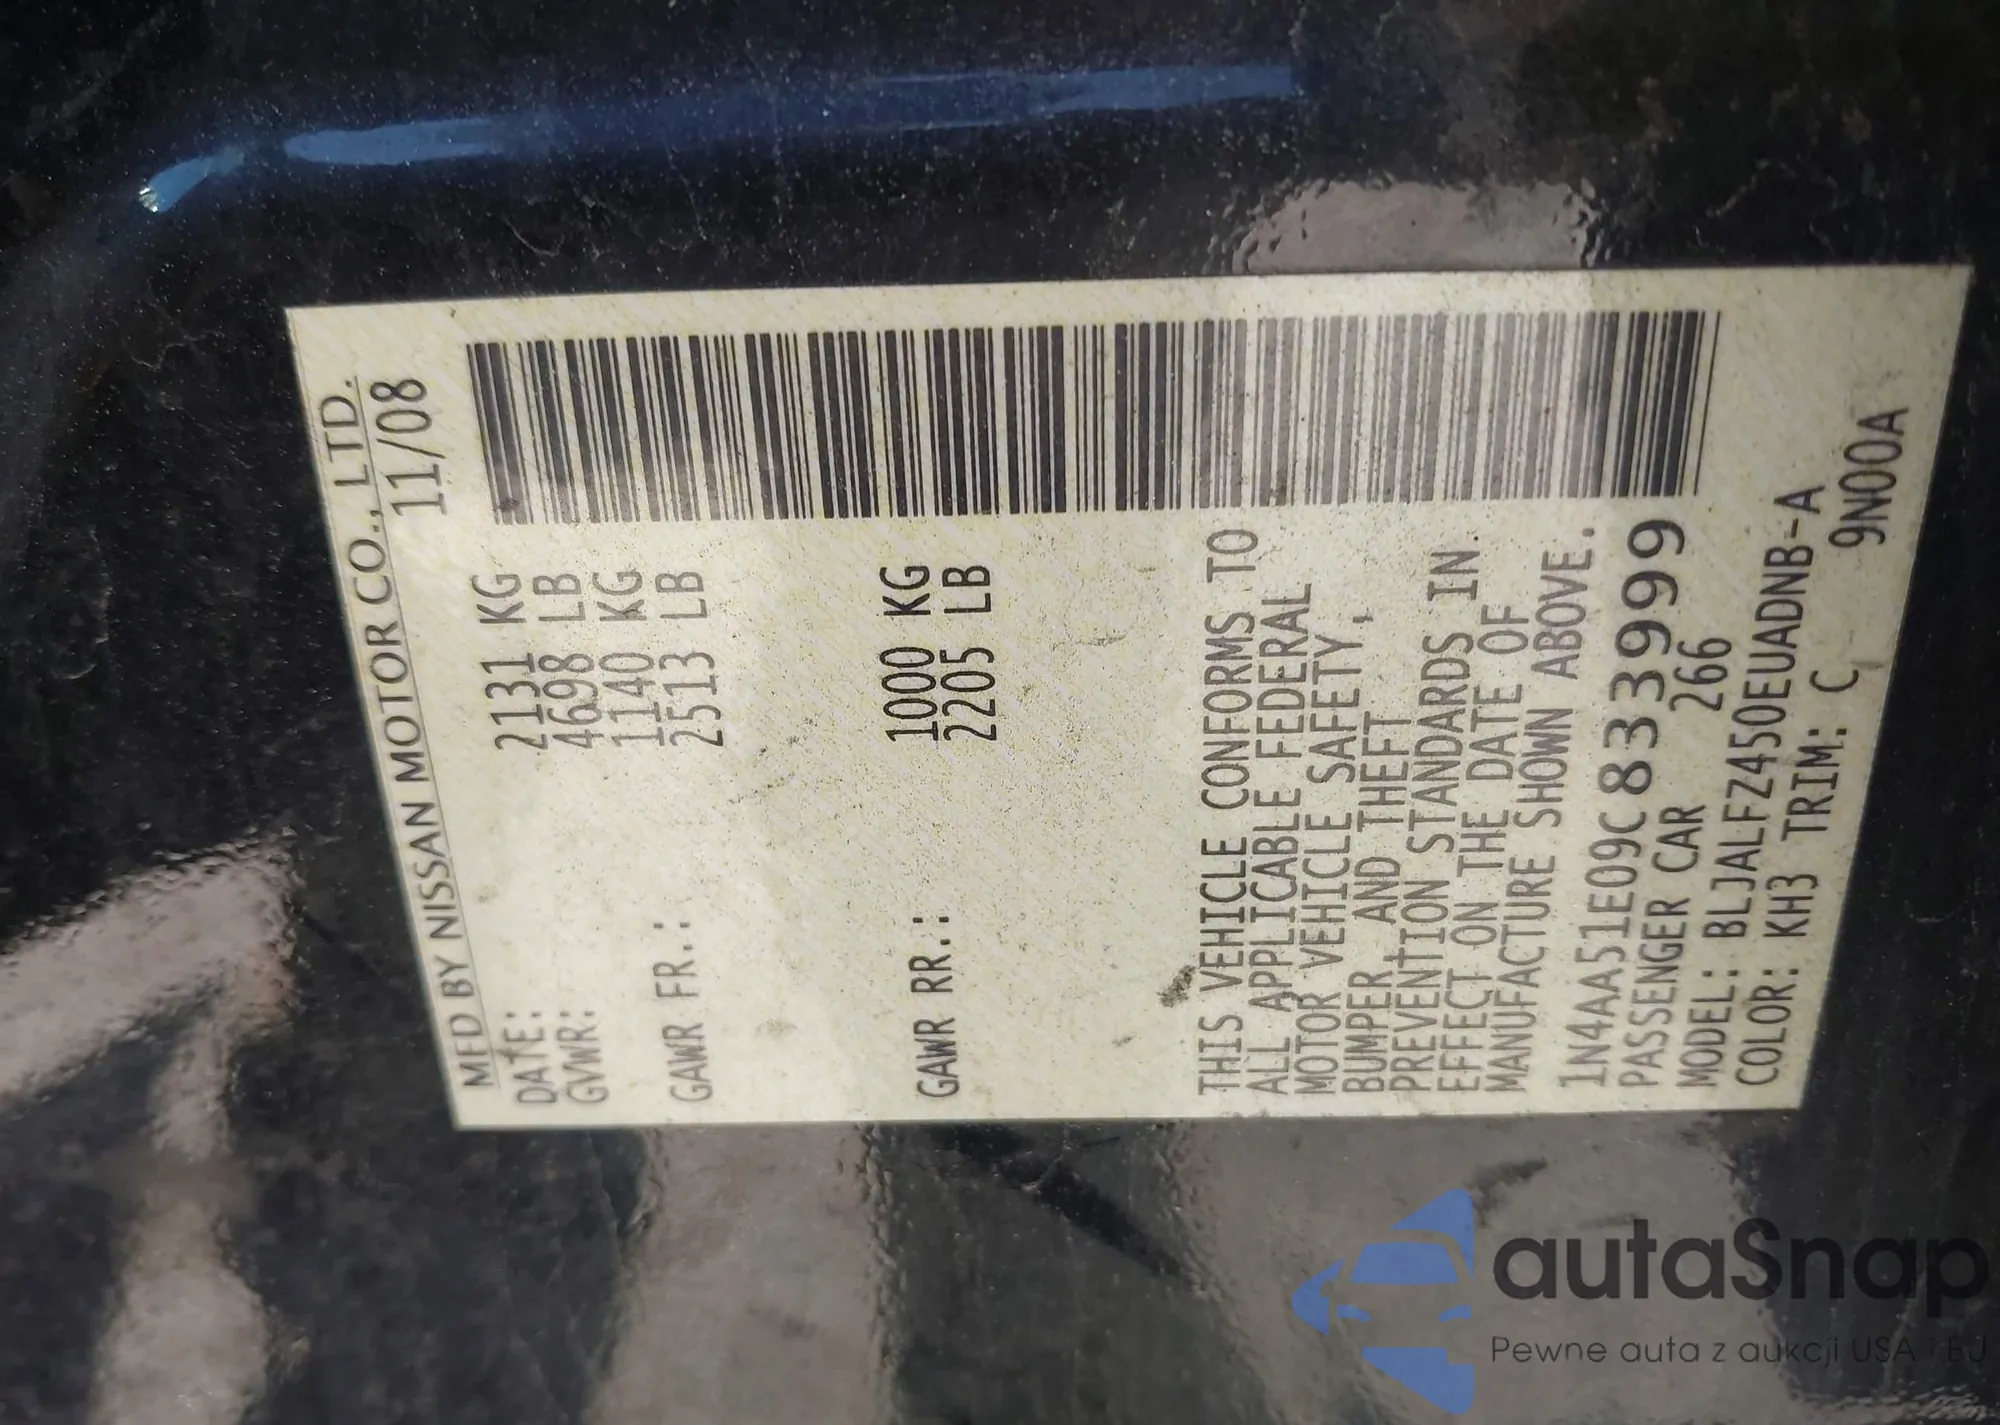 MFD BY NISSAN MOTOR CO., LTD.
DATE: 11/08
GVWR: 2131 KG
4698 LB
GAWR FR.: 1140 KG
2513 LB
GAWR RR.: 1000 KG
2205 LB
THIS VEHICLE CONFORMS TO
ALL APPLICABLE FEDERAL
MOTOR VEHICLE SAFETY,
BUMPER, AND THEFT
PREVENTION STANDARDS IN
EFFECT ON THE DATE OF
MANUFACTURE SHOWN ABOVE.
1N4AA51E09C833999
PASSENGER CAR 266
MODEL: BLJALFZ450EUADNB-A
COLOR: KH3 TRIM: C 9N00A
autaSnap
Pewne auta z aukcji USA i EU